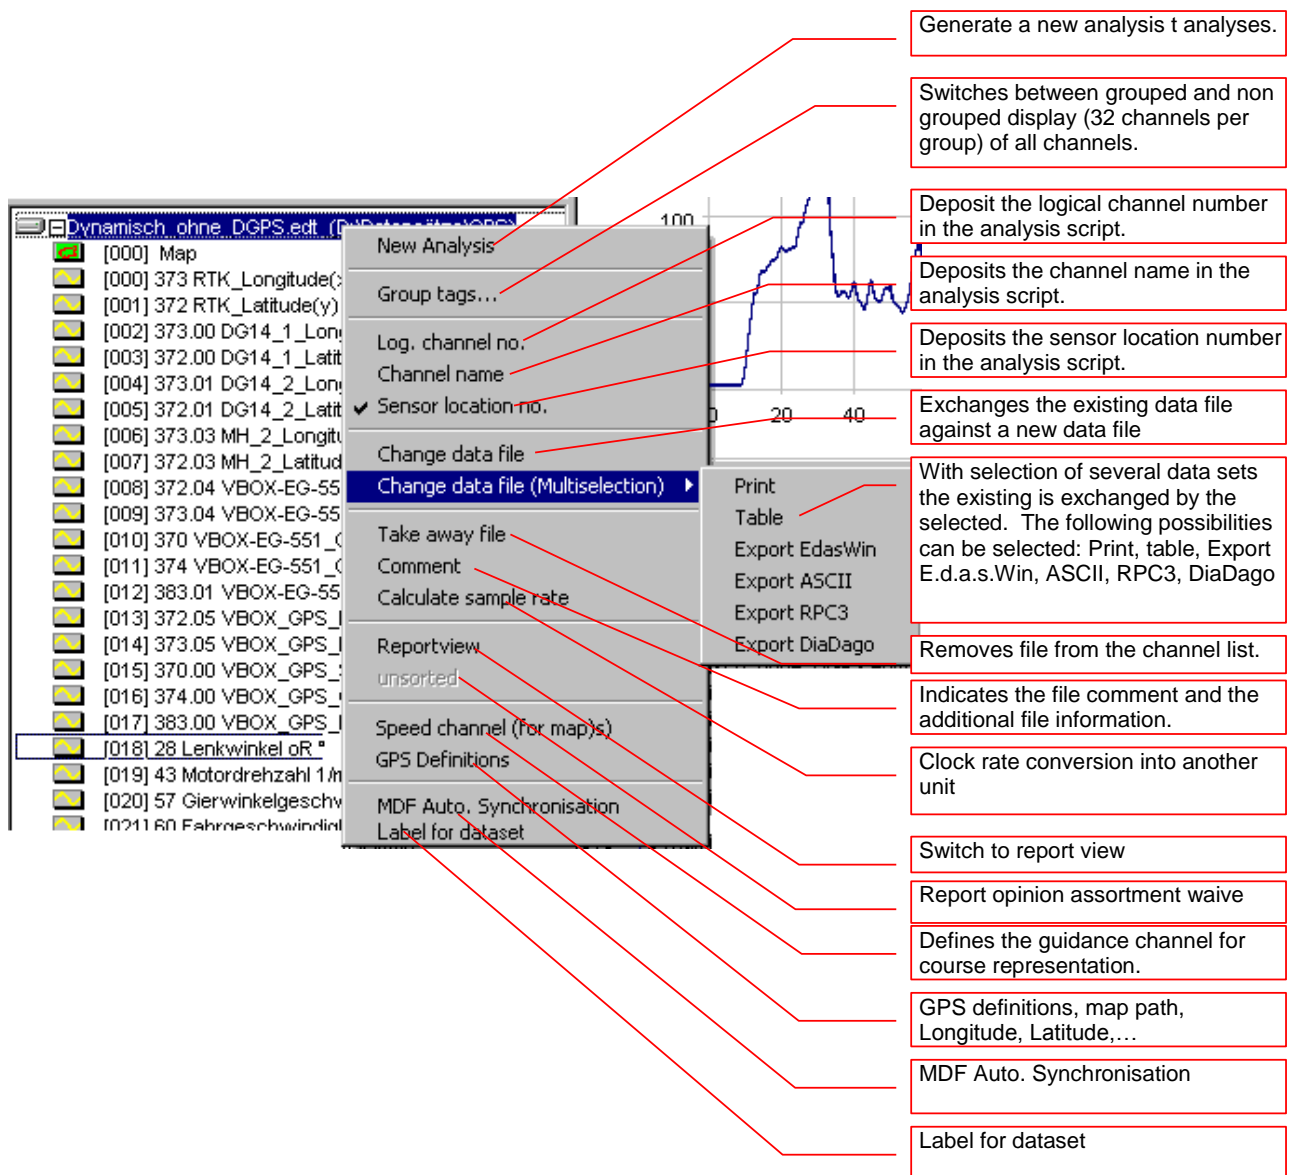 Generate a new analysis t analyses.
Switches between grouped and non
grouped display (32 channels per
group) of all channels.
Deposit the logical channel number
in the analysis script.
Deposits the channel name in the
analysis script.
Deposits the sensor location number
in the analysis script.
Exchanges the existing data file
against a new data file
With selection of several data sets
the existing is exchanged by the
selected. The following possibilities
can be selected: Print, table, Export
E.d.a.s.Win, ASCII, RPC3, DiaDago
Removes file from the channel list.
Indicates the file comment and the
additional file information.
Clock rate conversion into another
unit
Switch to report view
Report opinion assortment waive
Defines the guidance channel for
course representation.
GPS definitions, map path,
Longitude, Latitude,…
MDF Auto. Synchronisation
Label for dataset
Dynamisch_ohne_DGPS.edt (D:\Datensätze\GPS)
[000] Map
[000] 373 RTK_Longitude(
[001] 372 RTK_Latitude(y)
[002] 373.00 DG14_1_Lon
[003] 372.00 DG14_1_Latit
[004] 373.01 DG14_2_Lon
[005] 372.01 DG14_2_Latit
[006] 373.03 MH_2_Longit
[007] 372.03 MH_2_Latitud
[008] 372.04 VBOX-EG-55
[009] 373.04 VBOX-EG-55
[010] 370 VBOX-EG-551_
[011] 374 VBOX-EG-551_
[012] 383.01 VBOX-EG-55
[013] 372.05 VBOX_GPS_
[014] 373.05 VBOX_GPS_
[015] 370.00 VBOX_GPS_
[016] 374.00 VBOX_GPS_
[017] 383.00 VBOX_GPS_
[018] 28 Lenkwinkel oR °
[019] 43 Motordrehzahl 1/
[020] 57 Gierwinkelgeschw
[021] 60 Fahrgeschwindig
New Analysis
Group tags...
Log. channel no.
Channel name
Sensor location no.
Change data file
Change data file (Multiselection)
Take away file
Comment
Calculate sample rate
Reportview
unsorted
Speed channel (for map)s)
GPS Definitions
MDF Auto. Synchronisation
Label for dataset
Print
Table
Export EdasWin
Export ASCII
Export RPC3
Export DiaDago
100
20 40